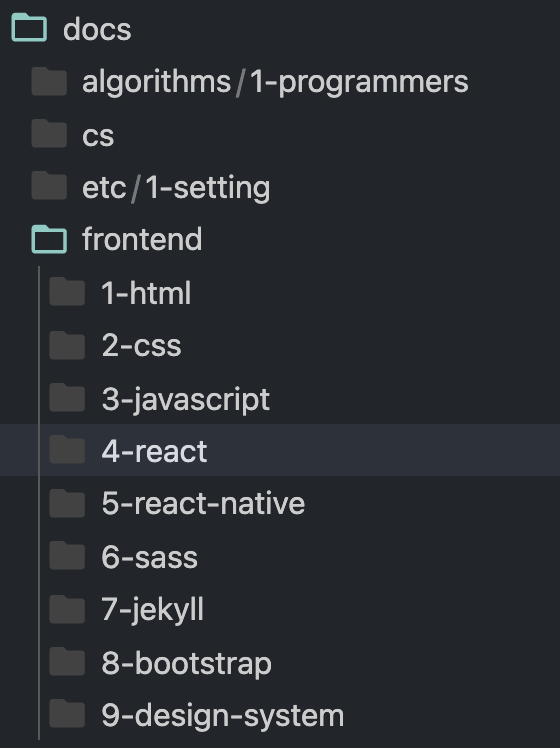 docs
algorithms/1-programmers
cs
etc/1-setting
frontend
1-html
2-css
3-javascript
4-react
5-react-native
6-sass
7-jekyll
8-bootstrap
9-design-system